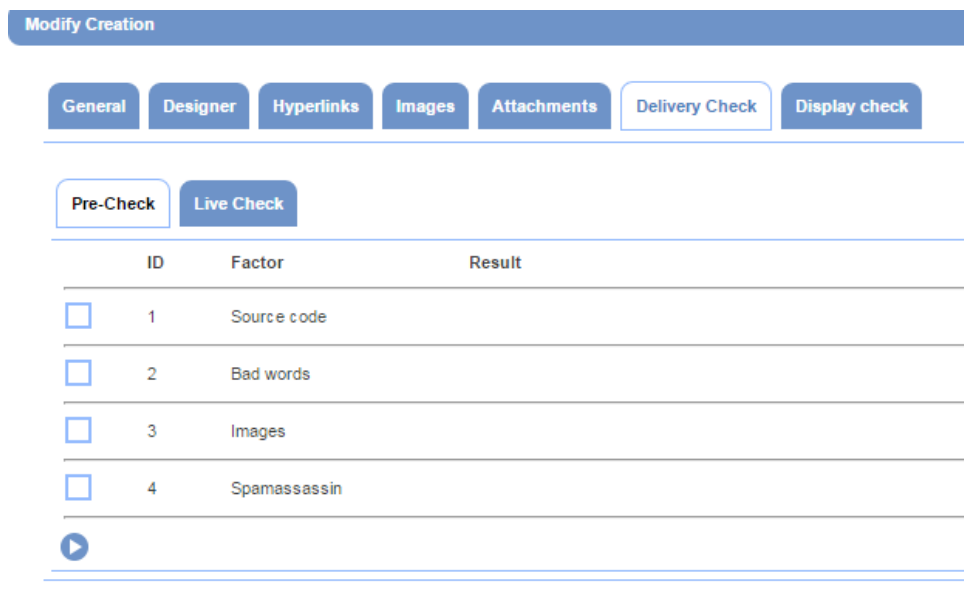 Modify Creation
General Designer Hyperlinks Images Attachments Delivery Check Display check
Pre-Check Live Check
ID Factor Result
1 Source code
2 Bad words
3 Images
4 Spamassassin